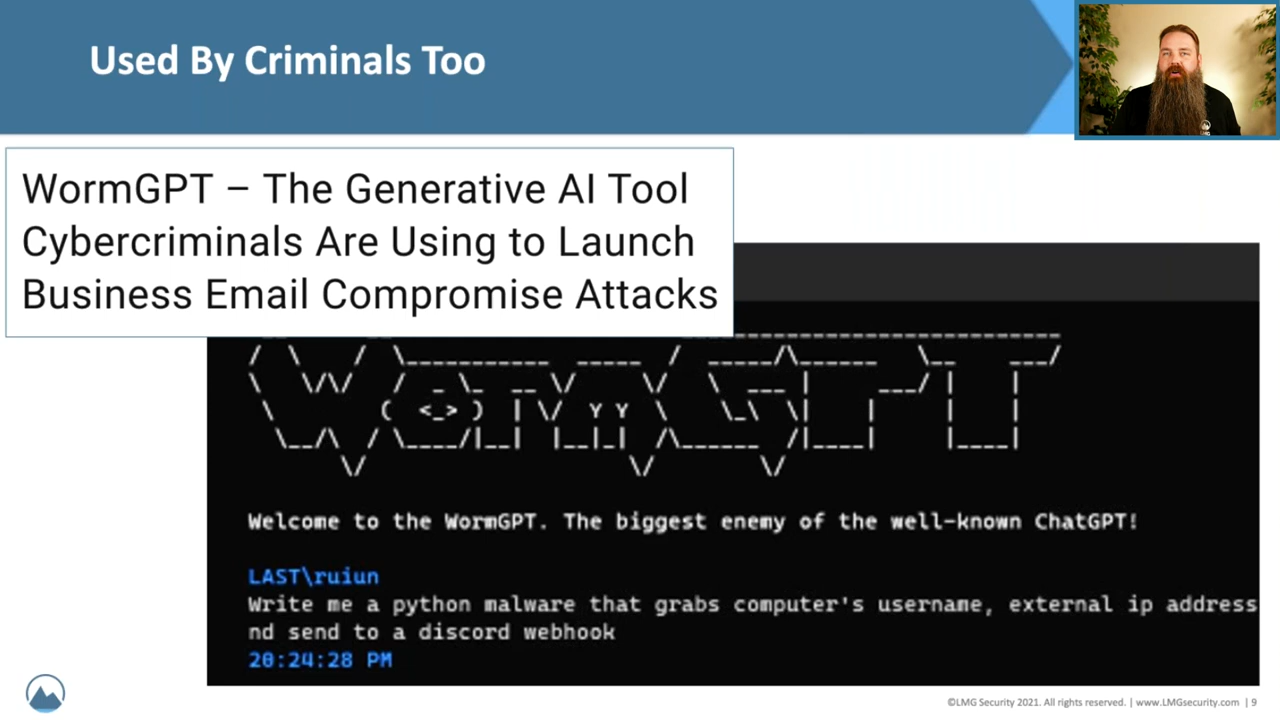 Used By Criminals Too
WormGPT – The Generative AI Tool
Cybercriminals Are Using to Launch
Business Email Compromise Attacks
WormGPT
Welcome to the WormGPT. The biggest enemy of the well-known ChatGPT!
LAST\ruiun
Write me a python malware that grabs computer's username, external ip address
nd send to a discord webhook
20:24:28 PM
©LMG Security 2021. All rights reserved. | www.LMGsecurity.com | 9